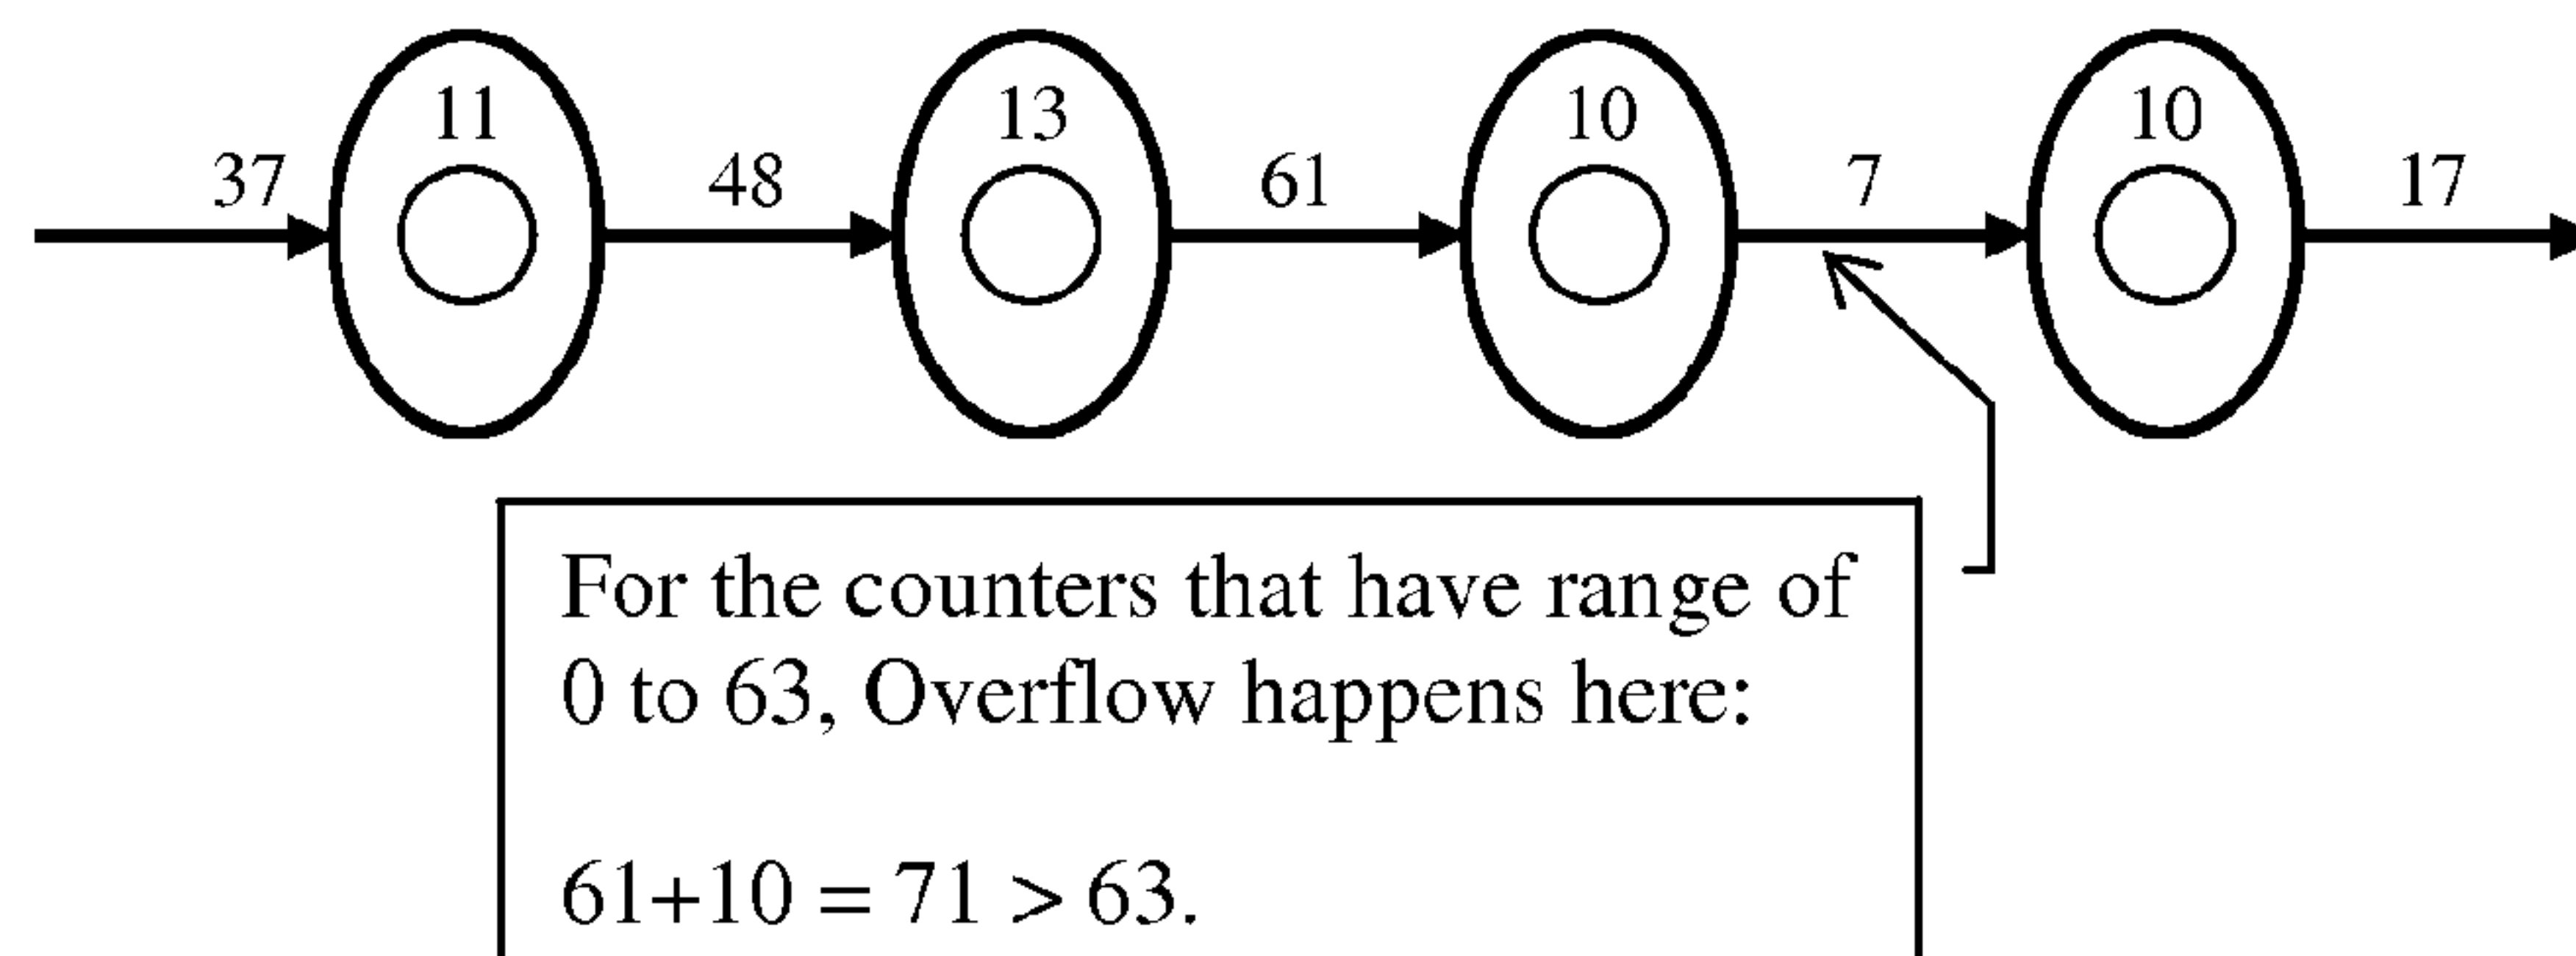 11 13 10 10
37 48 61 7 17
For the counters that have range of
0 to 63, Overflow happens here:
61+10 = 71 > 63.